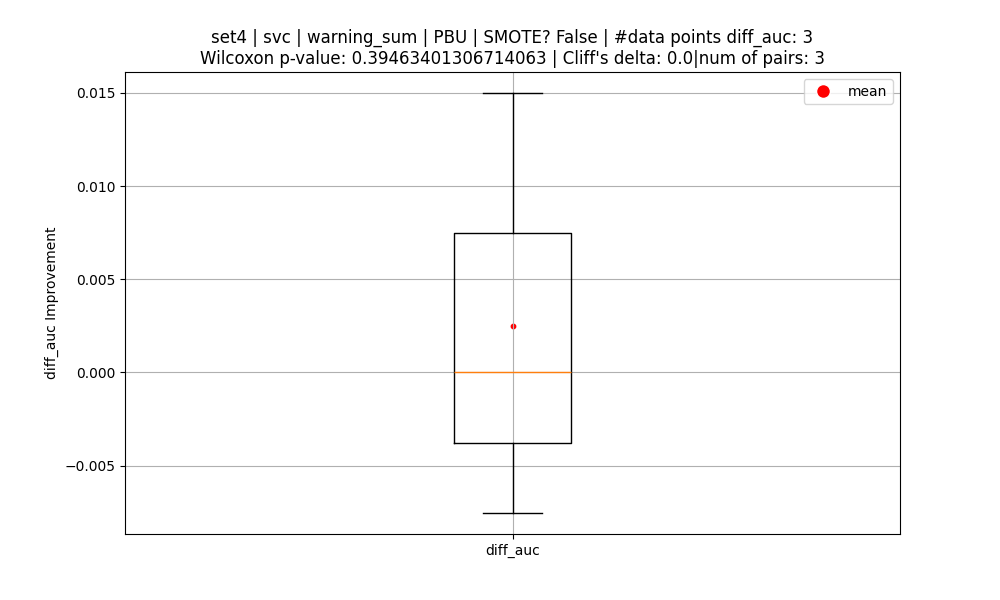 set4 | svc | warning_sum | PBU | SMOTE? False | #data points diff_auc: 3
Wilcoxon p-value: 0.39463401306714063 | Cliff's delta: 0.0|num of pairs: 3
mean
0.015
0.010
0.005
0.000
−0.005
diff_auc Improvement
diff_auc